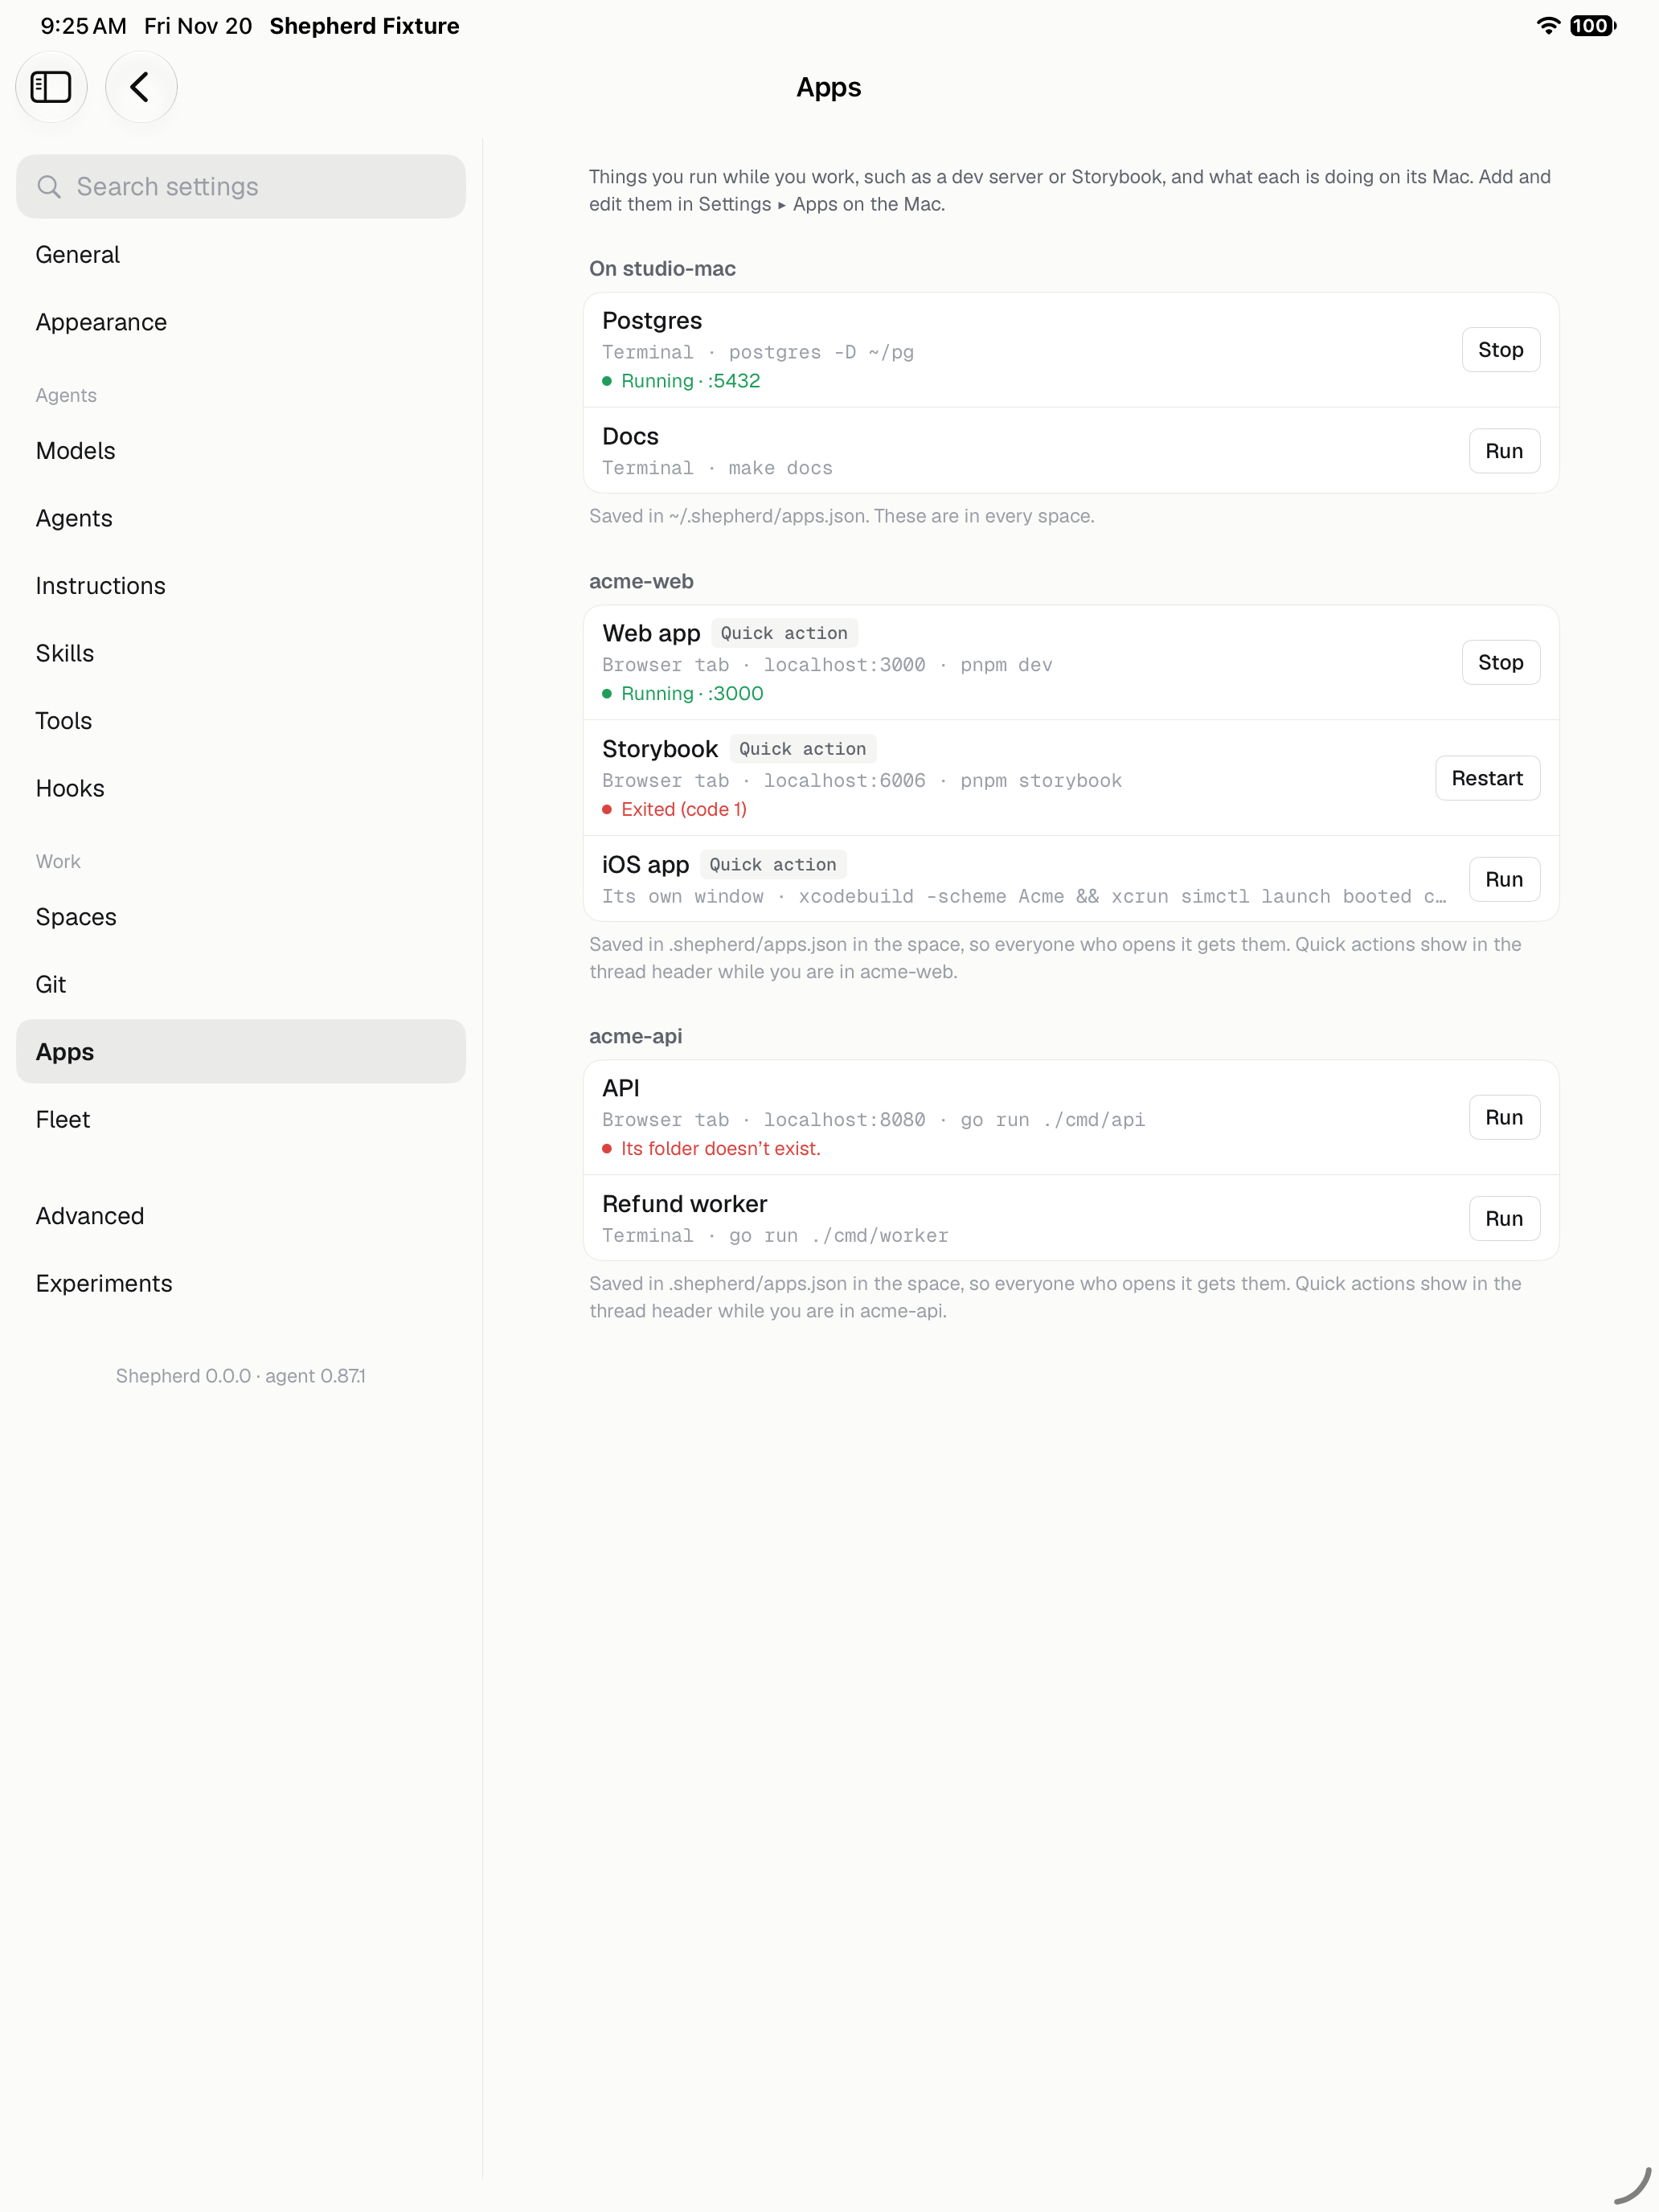 9:25 AM Fri Nov 20 Shepherd Fixture
100
Apps
Search settings
General
Appearance
Agents
Models
Agents
Instructions
Skills
Tools
Hooks
Work
Spaces
Git
Apps
Fleet
Advanced
Experiments
Shepherd 0.0.0 · agent 0.87.1
Things you run while you work, such as a dev server or Storybook, and what each is doing on its Mac. Add and
edit them in Settings ▸ Apps on the Mac.
On studio-mac
Postgres
Terminal · postgres -D ~/pg
Running · :5432
Stop
Docs
Terminal · make docs
Run
Saved in ~/.shepherd/apps.json. These are in every space.
acme-web
Web app Quick action
Browser tab · localhost:3000 · pnpm dev
Running · :3000
Stop
Storybook Quick action
Browser tab · localhost:6006 · pnpm storybook
Exited (code 1)
Restart
iOS app Quick action
Its own window · xcodebuild -scheme Acme && xcrun simctl launch booted c…
Run
Saved in .shepherd/apps.json in the space, so everyone who opens it gets them. Quick actions show in the
thread header while you are in acme-web.
acme-api
API
Browser tab · localhost:8080 · go run ./cmd/api
Its folder doesn’t exist.
Run
Refund worker
Terminal · go run ./cmd/worker
Run
Saved in .shepherd/apps.json in the space, so everyone who opens it gets them. Quick actions show in the
thread header while you are in acme-api.